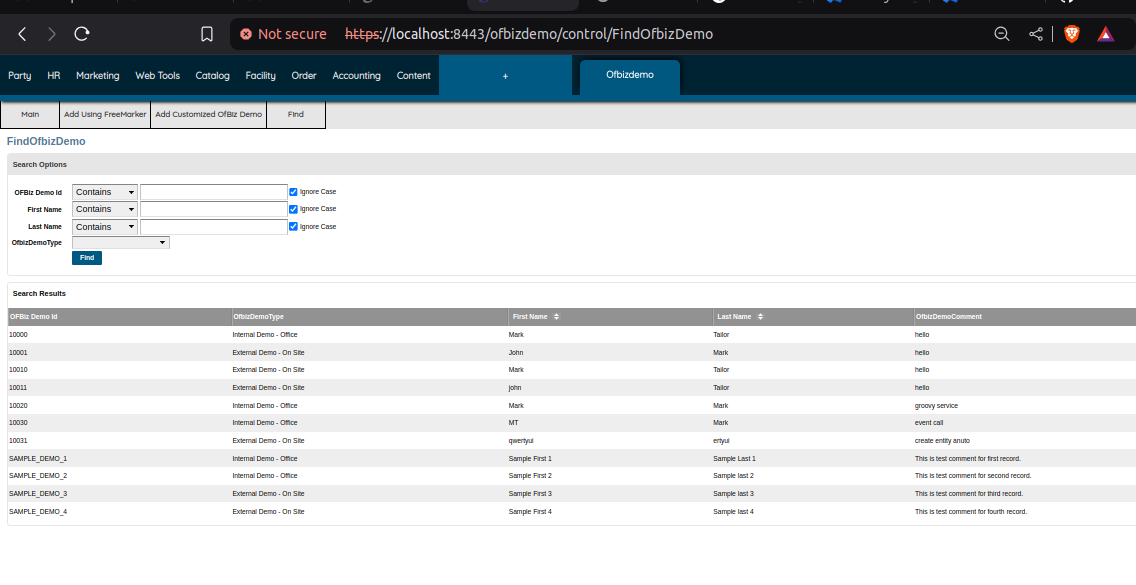 Not secure https://localhost:8443/ofbizdemo/control/FindOfbizDemo
Party HR Marketing Web Tools Catalog Facility Order Accounting Content + Ofbizdemo
Main Add Using FreeMarker Add Customized OfBiz Demo Find
FindOfbizDemo
Search Options
OFBiz Demo Id Contains Ignore Case
First Name Contains Ignore Case
Last Name Contains Ignore Case
OfbizDemoType
Find
Search Results
OFBiz Demo Id OfbizDemoType First Name Last Name OfbizDemoComment
10000 Internal Demo - Office Mark Tailor hello
10001 External Demo - On Site John Mark hello
10010 External Demo - On Site Mark Tailor hello
10011 External Demo - On Site john Tailor hello
10020 Internal Demo - Office Mark Mark groovy service
10030 Internal Demo - Office MT Mark event call
10031 External Demo - On Site qwertyui ertyui create entity anuto
SAMPLE_DEMO_1 Internal Demo - Office Sample First 1 Sample Last 1 This is test comment for first record.
SAMPLE_DEMO_2 Internal Demo - Office Sample First 2 Sample last 2 This is test comment for second record.
SAMPLE_DEMO_3 External Demo - On Site Sample First 3 Sample last 3 This is test comment for third record.
SAMPLE_DEMO_4 External Demo - On Site Sample First 4 Sample last 4 This is test comment for fourth record.